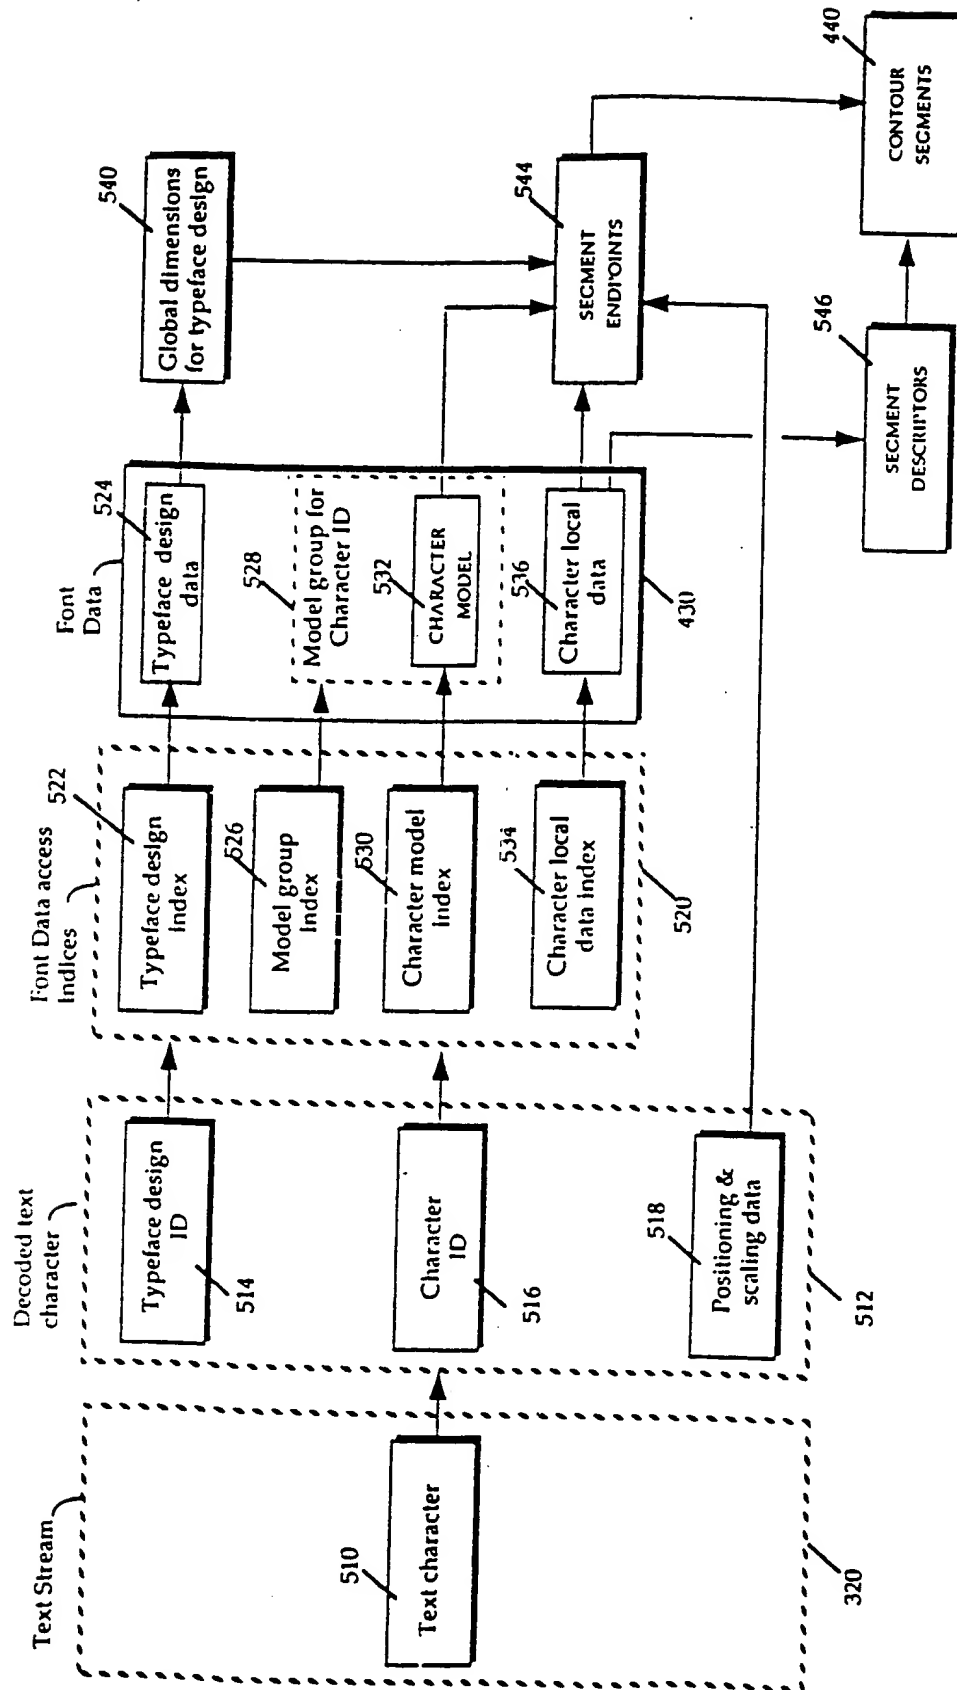 Text Stream
510
Text character
320
Decoded text
character
Typeface design
ID
514
Character
ID
516
518
Positioning &
scaling data
512
Font Data access
Indices
522
Typeface design
Index
526
Model group
Index
530
Character model
Index
534
Character local
data index
520
Font
Data
524
Typeface design
data
528
Model group for
Character ID
532
CHARACTER
MODEL
536
Character local
data
430
540
Global dimensions
for typeface design
544
SEGMENT
ENDPOINTS
546
SEGMENT
DESCRIPTORS
440
CONTOUR
SEGMENTS